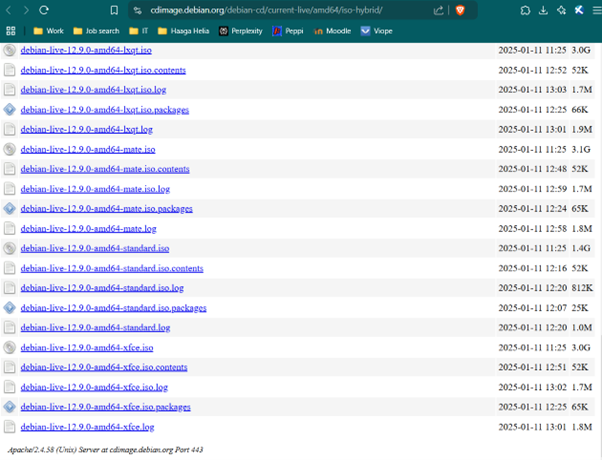 cdimage.debian.org/debian-cd/current-live/amd64/iso-hybrid/
Work Job search IT Haaga Helia Perplexity Peppi Moodle Viope
debian-live-12.9.0-amd64-lxqt.iso 2025-01-11 11:25 3.0G
debian-live-12.9.0-amd64-lxqt.iso.contents 2025-01-11 12:52 52K
debian-live-12.9.0-amd64-lxqt.iso.log 2025-01-11 13:03 1.7M
debian-live-12.9.0-amd64-lxqt.iso.packages 2025-01-11 12:25 66K
debian-live-12.9.0-amd64-lxqt.log 2025-01-11 13:01 1.9M
debian-live-12.9.0-amd64-mate.iso 2025-01-11 11:25 3.1G
debian-live-12.9.0-amd64-mate.iso.contents 2025-01-11 12:48 52K
debian-live-12.9.0-amd64-mate.iso.log 2025-01-11 12:59 1.7M
debian-live-12.9.0-amd64-mate.iso.packages 2025-01-11 12:24 65K
debian-live-12.9.0-amd64-mate.log 2025-01-11 12:58 1.8M
debian-live-12.9.0-amd64-standard.iso 2025-01-11 11:25 1.4G
debian-live-12.9.0-amd64-standard.iso.contents 2025-01-11 12:16 52K
debian-live-12.9.0-amd64-standard.iso.log 2025-01-11 12:20 812K
debian-live-12.9.0-amd64-standard.iso.packages 2025-01-11 12:07 25K
debian-live-12.9.0-amd64-standard.log 2025-01-11 12:20 1.0M
debian-live-12.9.0-amd64-xfce.iso 2025-01-11 11:25 3.0G
debian-live-12.9.0-amd64-xfce.iso.contents 2025-01-11 12:51 52K
debian-live-12.9.0-amd64-xfce.iso.log 2025-01-11 13:02 1.7M
debian-live-12.9.0-amd64-xfce.iso.packages 2025-01-11 12:25 65K
debian-live-12.9.0-amd64-xfce.log 2025-01-11 13:01 1.8M
Apache/2.4.58 (Unix) Server at cdimage.debian.org Port 443